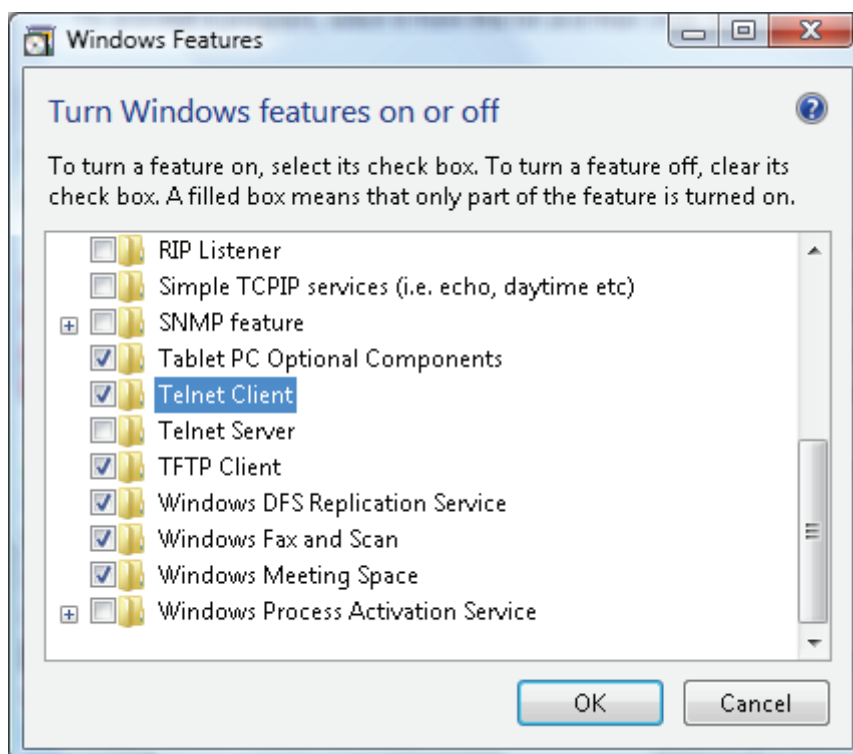 Windows Features
Turn Windows features on or off
To turn a feature on, select its check box. To turn a feature off, clear its
check box. A filled box means that only part of the feature is turned on.
RIP Listener
Simple TCPIP services (i.e. echo, daytime etc)
SNMP feature
Tablet PC Optional Components
Telnet Client
Telnet Server
TFTP Client
Windows DFS Replication Service
Windows Fax and Scan
Windows Meeting Space
Windows Process Activation Service
OK
Cancel